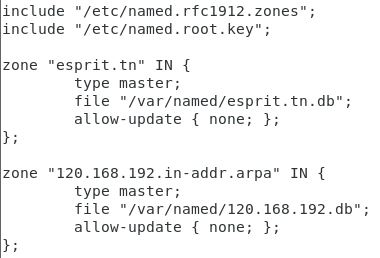 include "/etc/named.rfc1912.zones";
include "/etc/named.root.key";

zone "esprit.tn" IN {
        type master;
        file "/var/named/esprit.tn.db";
        allow-update { none; };
};

zone "120.168.192.in-addr.arpa" IN {
        type master;
        file "/var/named/120.168.192.db";
        allow-update { none; };
};